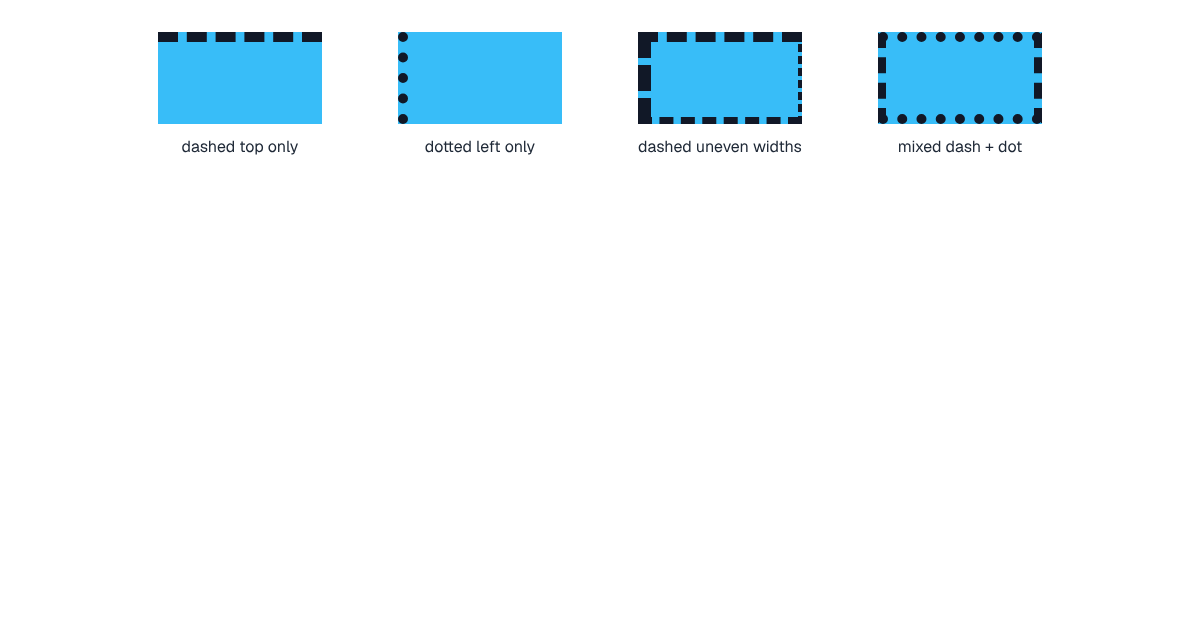 dashed top only
dotted left only
dashed uneven widths
mixed dash + dot